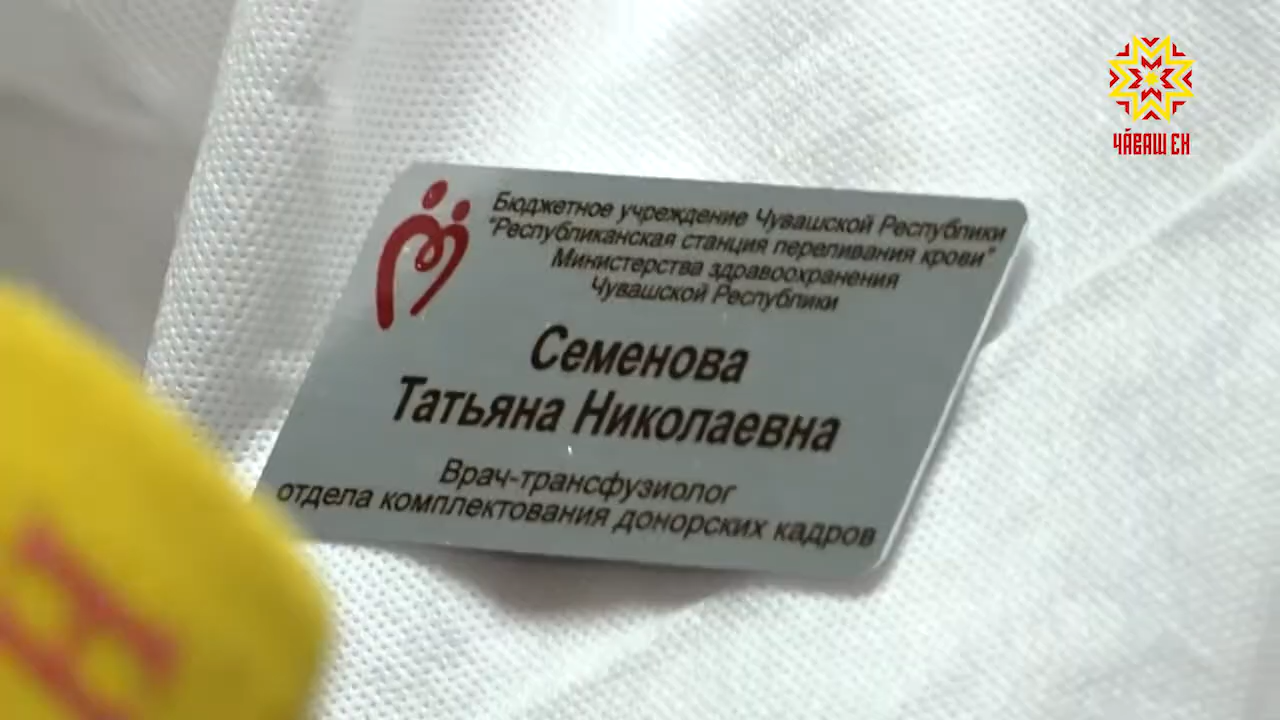 ЧӐВАШ ЕН
Бюджетное учреждение Чувашской Республики
"Республиканская станция переливания крови"
Министерства здравоохранения
Чувашской Республики
Семенова
Татьяна Николаевна
Врач-трансфузиолог
отдела комплектования донорских кадров